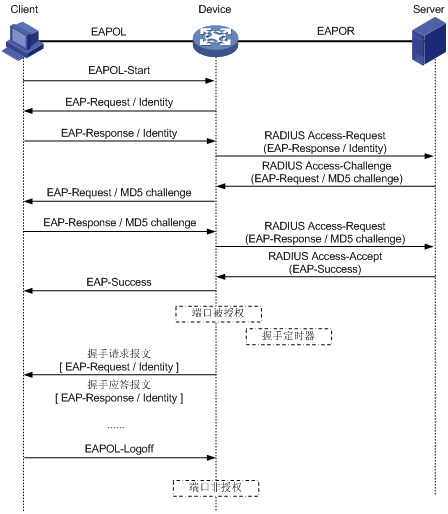 Client
Device
Server
EAPOL
EAPOR
EAPOL-Start
EAP-Request / Identity
EAP-Response / Identity
RADIUS Access-Request
(EAP-Response / Identity)
RADIUS Access-Challenge
(EAP-Request / MD5 challenge)
EAP-Request / MD5 challenge
EAP-Response / MD5 challenge
RADIUS Access-Request
(EAP-Response / MD5 challenge)
RADIUS Access-Accept
(EAP-Success)
EAP-Success
端口被授权
握手定时器
握手请求报文
[ EAP-Request / Identity ]
握手应答报文
[ EAP-Response / Identity ]
......
EAPOL-Logoff
端口非授权